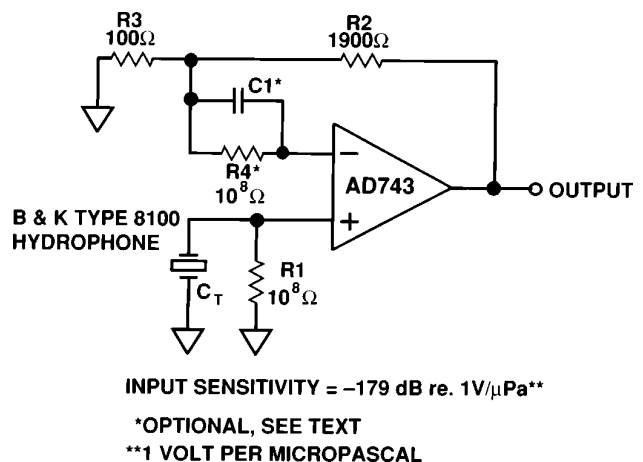 R3
100Ω
R2
1900Ω
C1*
R4*
10⁸Ω
−
+
AD743
OUTPUT
B & K TYPE 8100
HYDROPHONE
C_T
R1
10⁸Ω
INPUT SENSITIVITY = –179 dB re. 1V/μPa**
*OPTIONAL, SEE TEXT
**1 VOLT PER MICROPASCAL